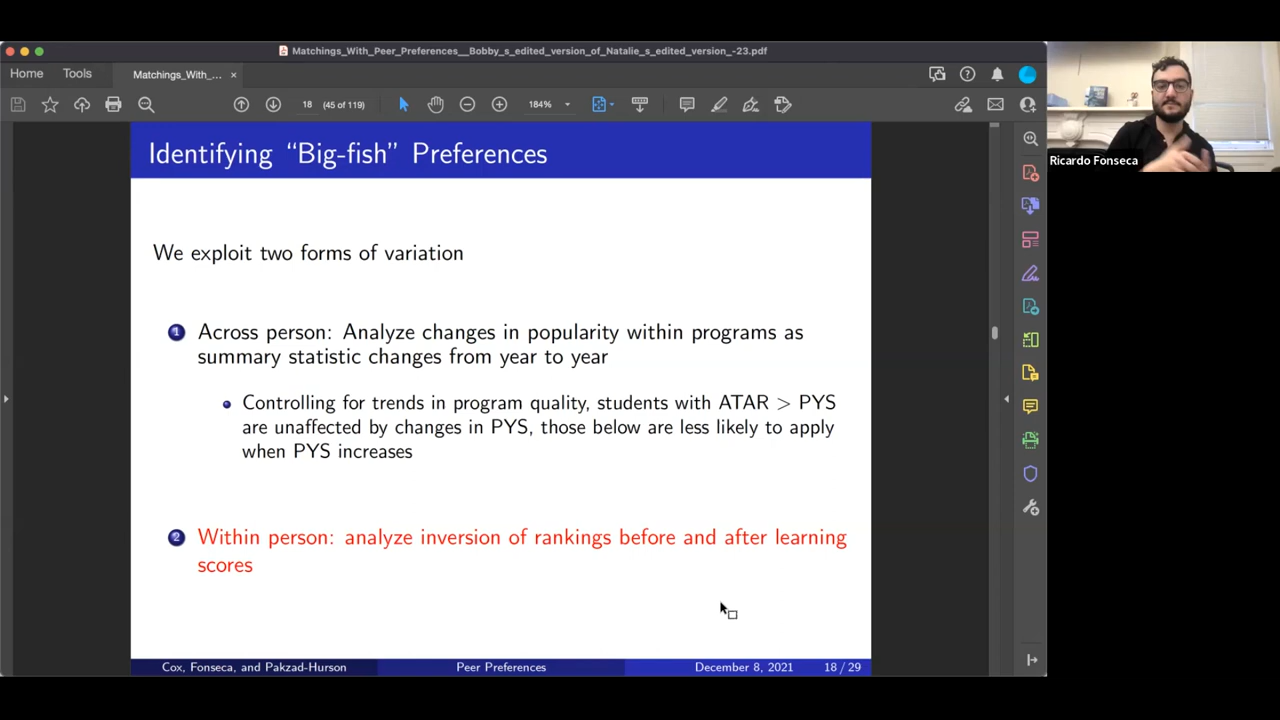 Matchings_With_Peer_Preferences__Bobby_s_edited_version_of_Natalie_s_edited_version_-23.pdf
Home
Tools
Matchings_With_... ×
18 (45 of 119)
184%
Identifying “Big-fish” Preferences
We exploit two forms of variation
1 Across person: Analyze changes in popularity within programs as
summary statistic changes from year to year
Controlling for trends in program quality, students with ATAR > PYS
are unaffected by changes in PYS, those below are less likely to apply
when PYS increases
2 Within person: analyze inversion of rankings before and after learning
scores
Cox, Fonseca, and Pakzad-Hurson
Peer Preferences
December 8, 2021
18 / 29
Ricardo Fonseca